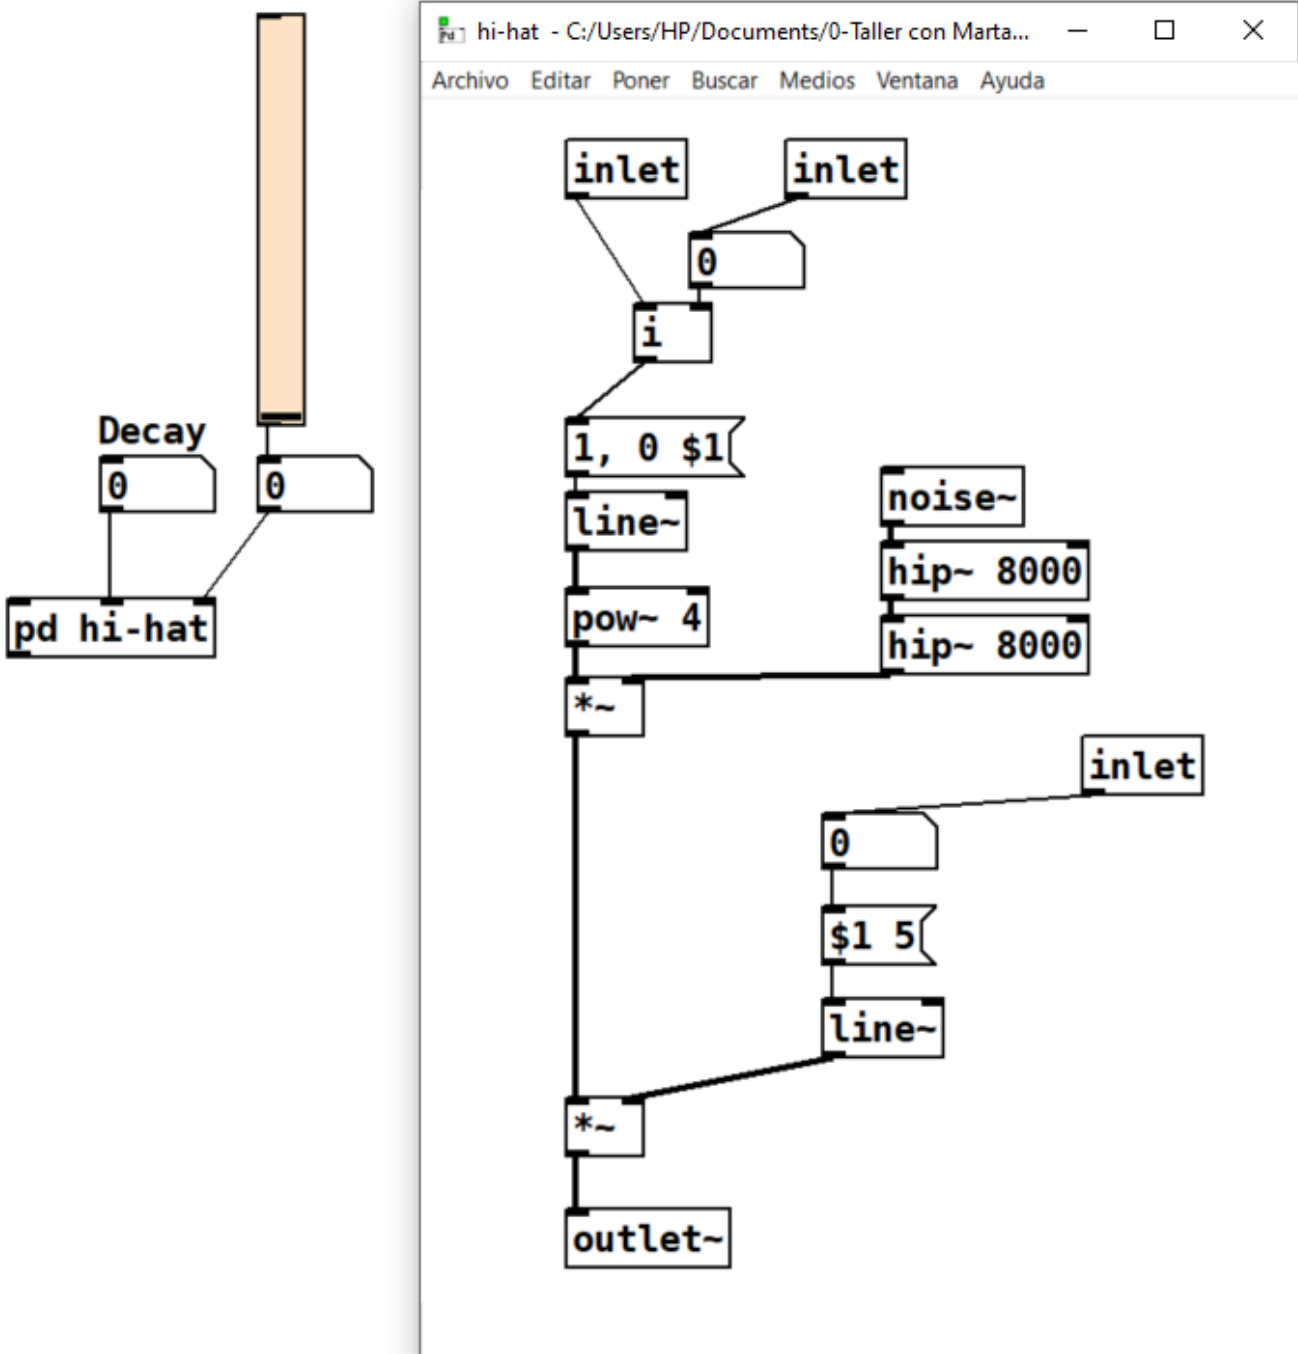 hi-hat - C:/Users/HP/Documents/0-Taller con Marta...
Archivo Editar Poner Buscar Medios Ventana Ayuda
inlet inlet
0
i
1, 0 $1
line~
pow~ 4
*~
noise~
hip~ 8000
hip~ 8000
inlet
0
$1 5
line~
*~
outlet~
Decay
0 0
pd hi-hat
Pd